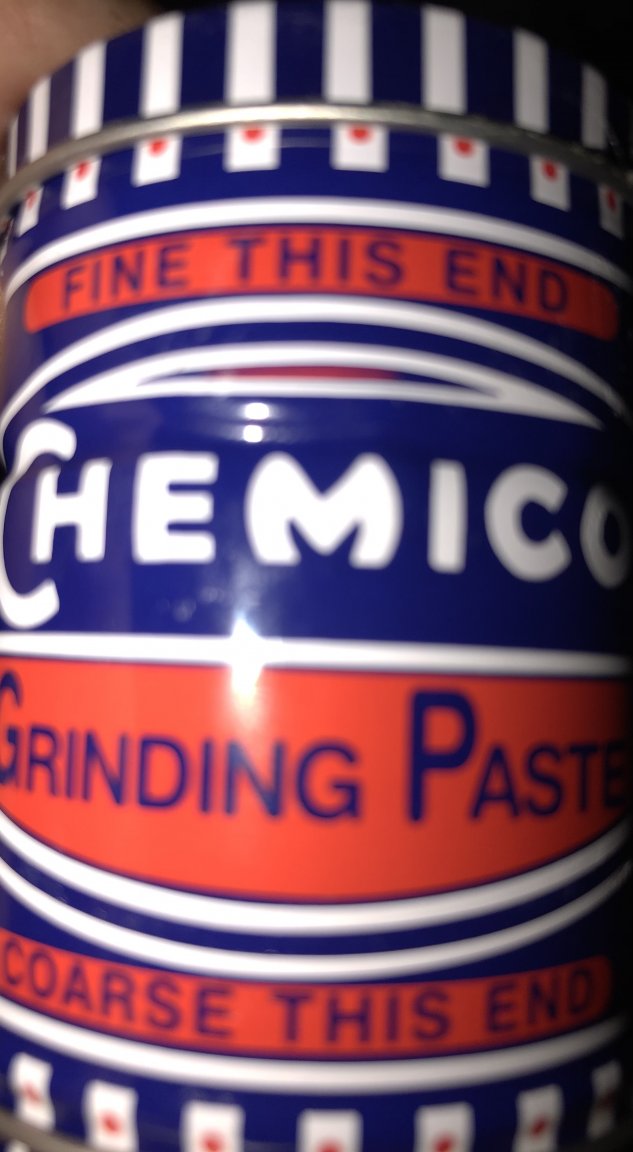 FINE THIS END
CHEMICO
GRINDING PASTE
COARSE THIS END